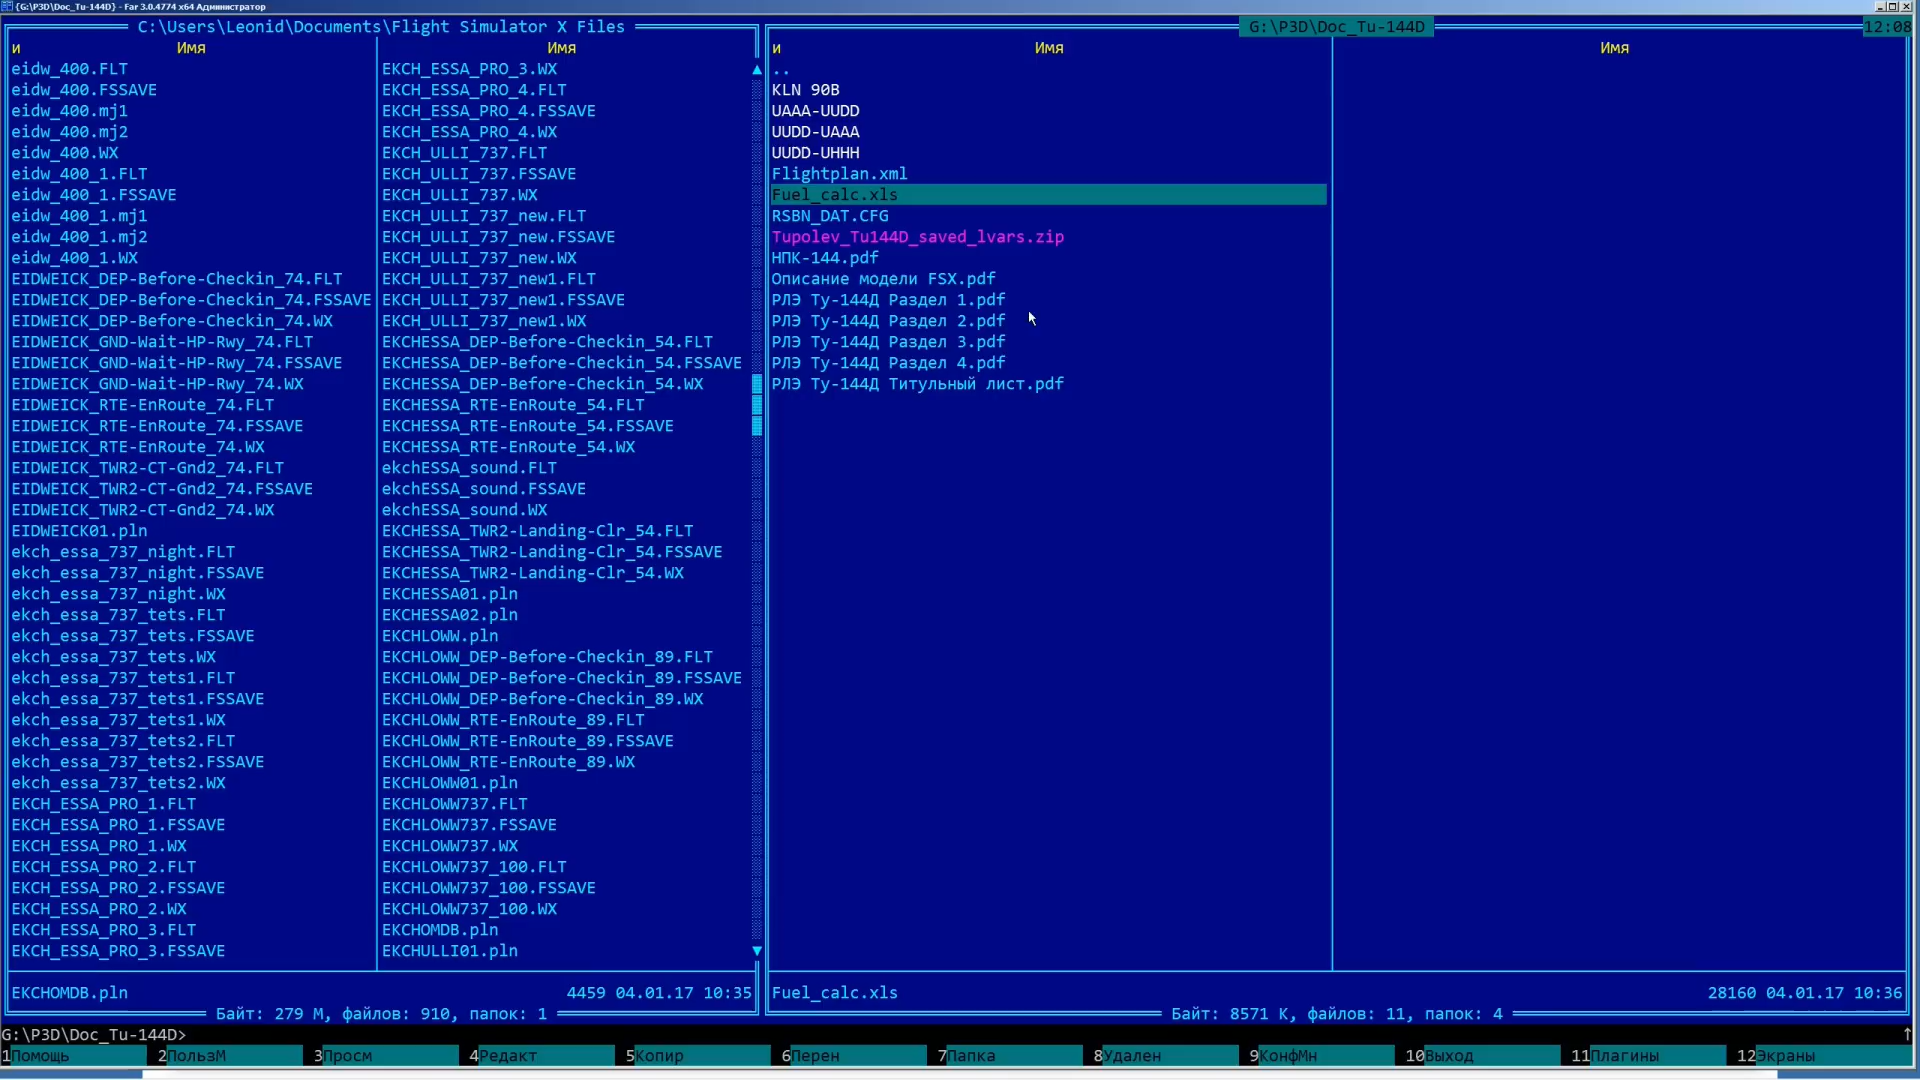 {G:\P3D\Doc_Tu-144D} - Far 3.0.4774 x64 Администратор
C:\Users\Leonid\Documents\Flight Simulator X Files
и Имя Имя
eidw_400.FLT
eidw_400.FSSAVE
eidw_400.mj1
eidw_400.mj2
eidw_400.WX
eidw_400_1.FLT
eidw_400_1.FSSAVE
eidw_400_1.mj1
eidw_400_1.mj2
eidw_400_1.WX
EIDWEICK_DEP-Before-Checkin_74.FLT
EIDWEICK_DEP-Before-Checkin_74.FSSAVE
EIDWEICK_DEP-Before-Checkin_74.WX
EIDWEICK_GND-Wait-HP-Rwy_74.FLT
EIDWEICK_GND-Wait-HP-Rwy_74.FSSAVE
EIDWEICK_GND-Wait-HP-Rwy_74.WX
EIDWEICK_RTE-EnRoute_74.FLT
EIDWEICK_RTE-EnRoute_74.FSSAVE
EIDWEICK_RTE-EnRoute_74.WX
EIDWEICK_TWR2-CT-Gnd2_74.FLT
EIDWEICK_TWR2-CT-Gnd2_74.FSSAVE
EIDWEICK_TWR2-CT-Gnd2_74.WX
EIDWEICK01.pln
ekch_essa_737_night.FLT
ekch_essa_737_night.FSSAVE
ekch_essa_737_night.WX
ekch_essa_737_tets.FLT
ekch_essa_737_tets.FSSAVE
ekch_essa_737_tets.WX
ekch_essa_737_tets1.FLT
ekch_essa_737_tets1.FSSAVE
ekch_essa_737_tets1.WX
ekch_essa_737_tets2.FLT
ekch_essa_737_tets2.FSSAVE
ekch_essa_737_tets2.WX
EKCH_ESSA_PRO_1.FLT
EKCH_ESSA_PRO_1.FSSAVE
EKCH_ESSA_PRO_1.WX
EKCH_ESSA_PRO_2.FLT
EKCH_ESSA_PRO_2.FSSAVE
EKCH_ESSA_PRO_2.WX
EKCH_ESSA_PRO_3.FLT
EKCH_ESSA_PRO_3.FSSAVE
EKCH_ESSA_PRO_3.WX
EKCH_ESSA_PRO_4.FLT
EKCH_ESSA_PRO_4.FSSAVE
EKCH_ESSA_PRO_4.WX
EKCH_ULLI_737.FLT
EKCH_ULLI_737.FSSAVE
EKCH_ULLI_737.WX
EKCH_ULLI_737_new.FLT
EKCH_ULLI_737_new.FSSAVE
EKCH_ULLI_737_new.WX
EKCH_ULLI_737_new1.FLT
EKCH_ULLI_737_new1.FSSAVE
EKCH_ULLI_737_new1.WX
EKCHESSA_DEP-Before-Checkin_54.FLT
EKCHESSA_DEP-Before-Checkin_54.FSSAVE
EKCHESSA_DEP-Before-Checkin_54.WX
EKCHESSA_RTE-EnRoute_54.FLT
EKCHESSA_RTE-EnRoute_54.FSSAVE
EKCHESSA_RTE-EnRoute_54.WX
ekchESSA_sound.FLT
ekchESSA_sound.FSSAVE
ekchESSA_sound.WX
EKCHESSA_TWR2-Landing-Clr_54.FLT
EKCHESSA_TWR2-Landing-Clr_54.FSSAVE
EKCHESSA_TWR2-Landing-Clr_54.WX
EKCHESSA01.pln
EKCHESSA02.pln
EKCHLOWW.pln
EKCHLOWW_DEP-Before-Checkin_89.FLT
EKCHLOWW_DEP-Before-Checkin_89.FSSAVE
EKCHLOWW_DEP-Before-Checkin_89.WX
EKCHLOWW_RTE-EnRoute_89.FLT
EKCHLOWW_RTE-EnRoute_89.FSSAVE
EKCHLOWW_RTE-EnRoute_89.WX
EKCHLOWW01.pln
EKCHLOWW737.FLT
EKCHLOWW737.FSSAVE
EKCHLOWW737.WX
EKCHLOWW737_100.FLT
EKCHLOWW737_100.FSSAVE
EKCHLOWW737_100.WX
EKCHOMDB.pln
EKCHULLI01.pln
EKCHOMDB.pln 4459 04.01.17 10:35
Байт: 279 М, файлов: 910, папок: 1
G:\P3D\Doc_Tu-144D 12:08
и Имя Имя
..
KLN 90B
UAAA-UUDD
UUDD-UAAA
UUDD-UHHH
Flightplan.xml
Fuel_calc.xls
RSBN_DAT.CFG
Tupolev_Tu144D_saved_lvars.zip
НПК-144.pdf
Описание модели FSX.pdf
РЛЭ Ту-144Д Раздел 1.pdf
РЛЭ Ту-144Д Раздел 2.pdf
РЛЭ Ту-144Д Раздел 3.pdf
РЛЭ Ту-144Д Раздел 4.pdf
РЛЭ Ту-144Д Титульный лист.pdf
Fuel_calc.xls 28160 04.01.17 10:36
Байт: 8571 К, файлов: 11, папок: 4
G:\P3D\Doc_Tu-144D>
1Помощь 2ПользМ 3Просм 4Редакт 5Копир 6Перен 7Папка 8Удален 9КонфМн 10Выход 11Плагины 12Экраны